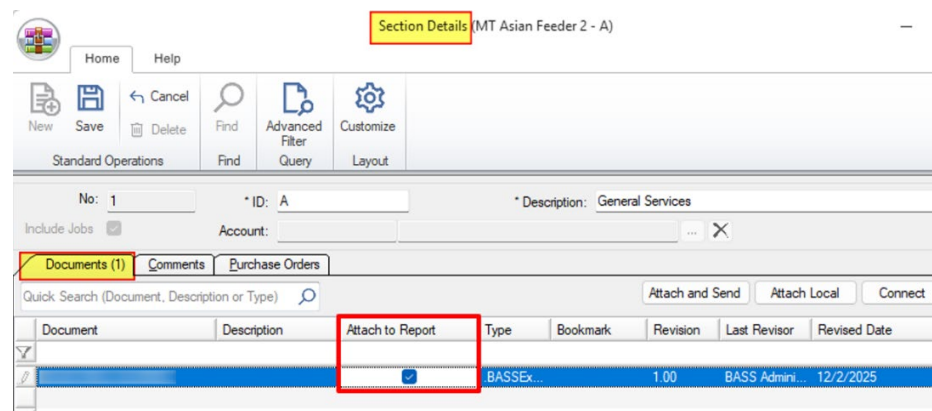 Section Details (MT Asian Feeder 2 - A)
Home Help
New Save Cancel Delete Find Advanced Filter Customize
Standard Operations Find Query Layout
No: 1 * ID: A * Description: General Services
Include Jobs Account: ...
Documents (1) Comments Purchase Orders
Quick Search (Document, Description or Type) Attach and Send Attach Local Connect
Document Description Attach to Report Type Bookmark Revision Last Revisor Revised Date
.BASSEx... 1.00 BASS Admini... 12/2/2025